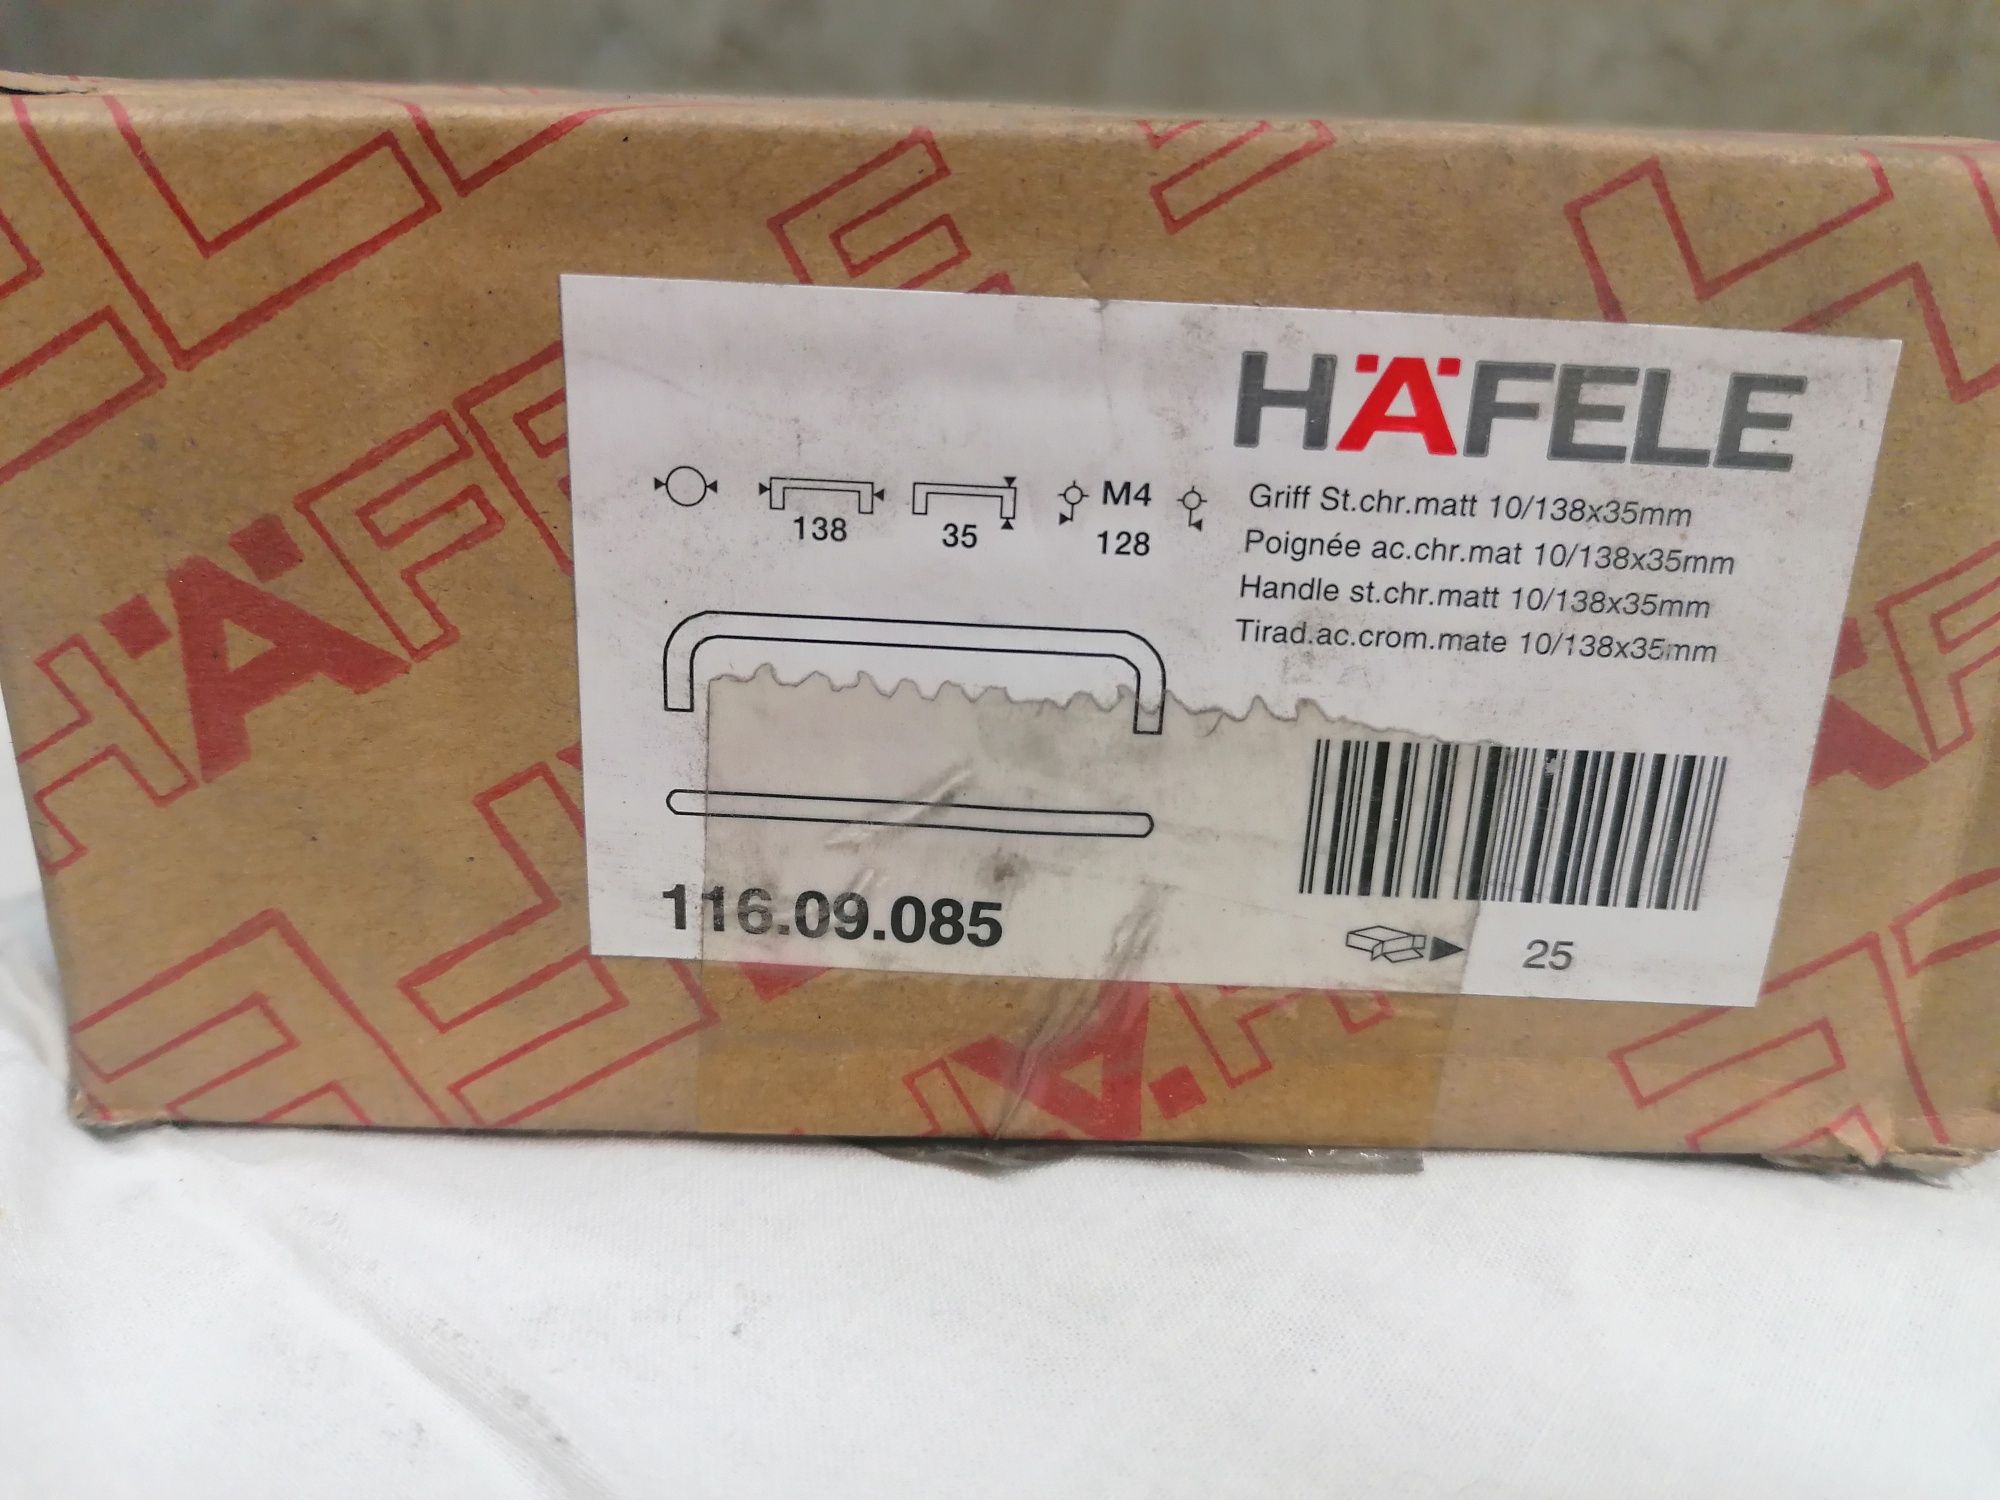 HÄFELE
138
35
M4
128
Griff St.chr.matt 10/138x35mm
Poignée ac.chr.mat 10/138x35mm
Handle st.chr.matt 10/138x35mm
Tirad.ac.crom.mate 10/138x35mm
116.09.085
25